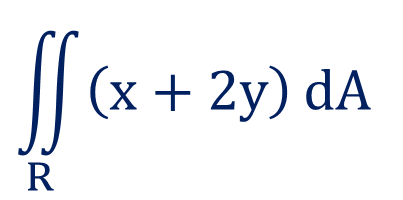 ∬ (x + 2y) dA
R